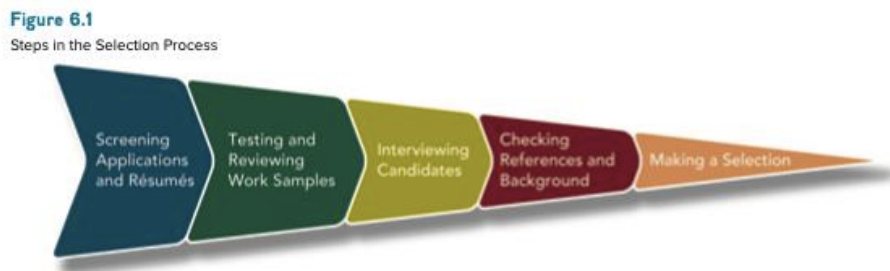 Figure 6.1
Steps in the Selection Process
Screening
Applications
and Résumés
Testing and
Reviewing
Work Samples
Interviewing
Candidates
Checking
References and
Background
Making a Selection